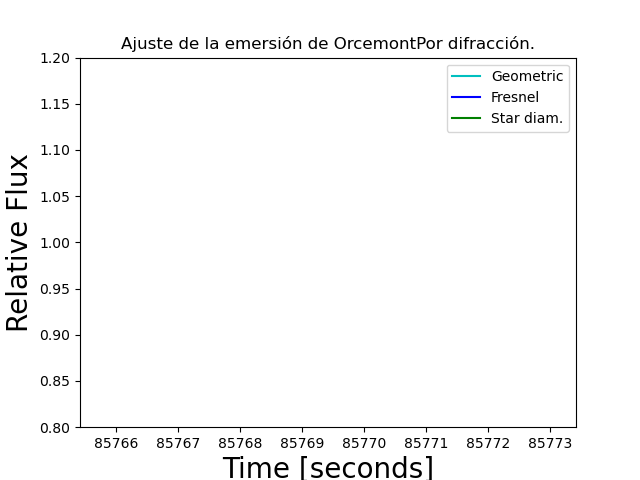 Ajuste de la emersión de OrcemontPor difracción.
Geometric
Fresnel
Star diam.
Relative Flux
1.20
1.15
1.10
1.05
1.00
0.95
0.90
0.85
0.80
85766 85767 85768 85769 85770 85771 85772 85773
Time [seconds]